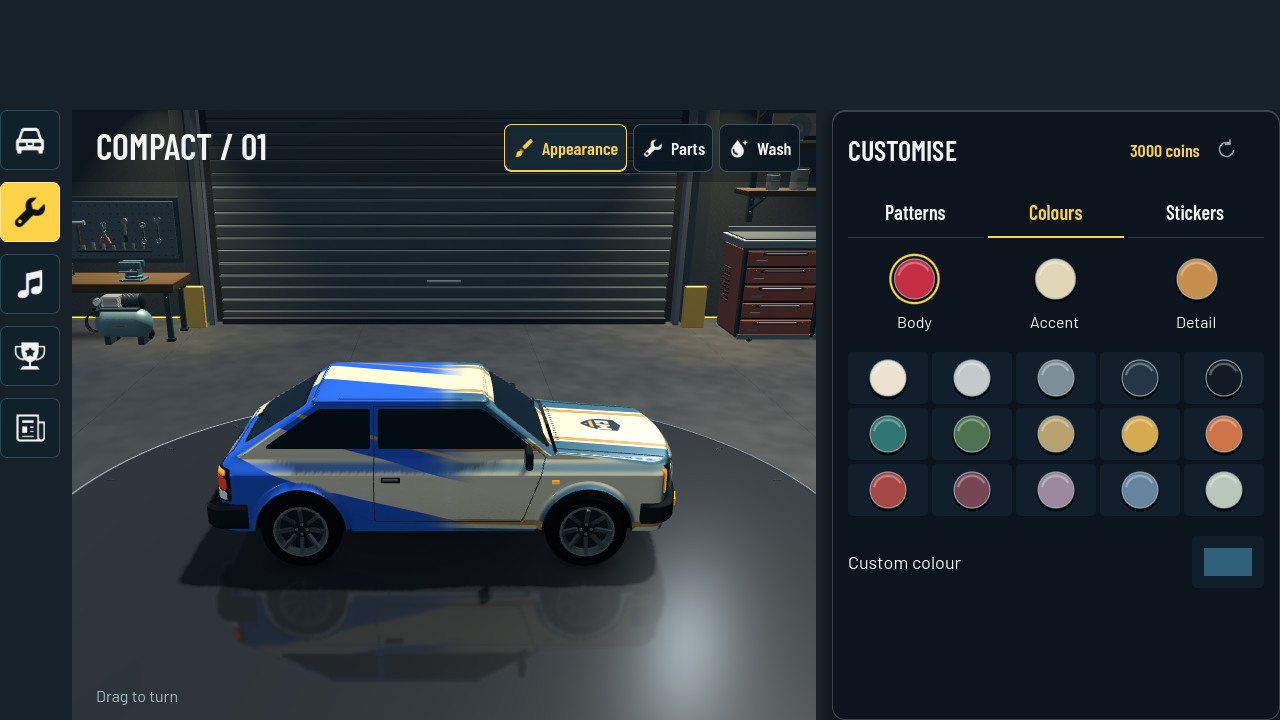 COMPACT / 01
Appearance
Parts
Wash
CUSTOMISE
3000 coins
Patterns
Colours
Stickers
Body
Accent
Detail
Custom colour
Drag to turn